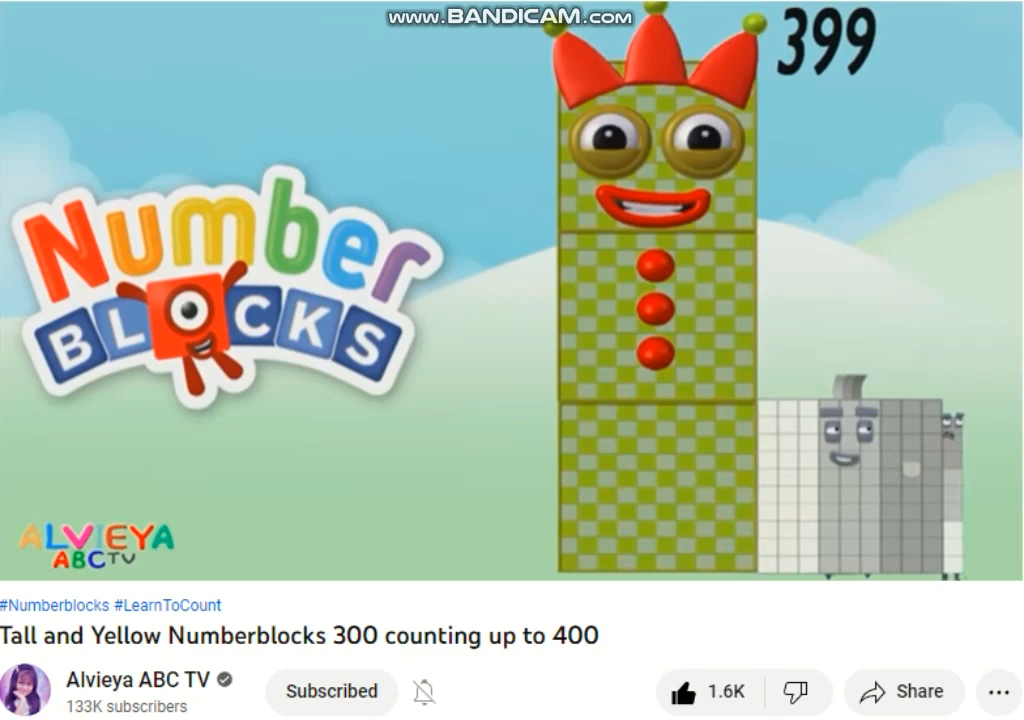 www.BANDICAM.com
399
Number
BLOCKS
ALVIEYA
ABCTV
#Numberblocks #LearnToCount
Tall and Yellow Numberblocks 300 counting up to 400
Alvieya ABC TV
133K subscribers
Subscribed
1.6K
Share